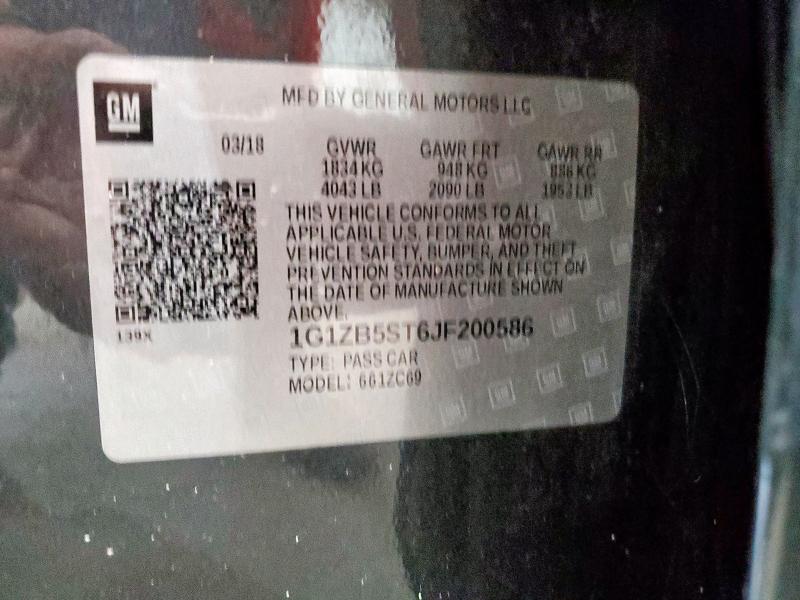 GM
MFD BY GENERAL MOTORS LLC
03/18 GVWR GAWR FRT GAWR RR
1834 KG 948 KG 886 KG
4043 LB 2090 LB 1953 LB
THIS VEHICLE CONFORMS TO ALL
APPLICABLE U.S. FEDERAL MOTOR
VEHICLE SAFETY, BUMPER, AND THEFT
PREVENTION STANDARDS IN EFFECT ON
THE DATE OF MANUFACTURE SHOWN
ABOVE.
1G1ZB5ST6JF200586
139X
TYPE: PASS CAR
MODEL: 661ZC69